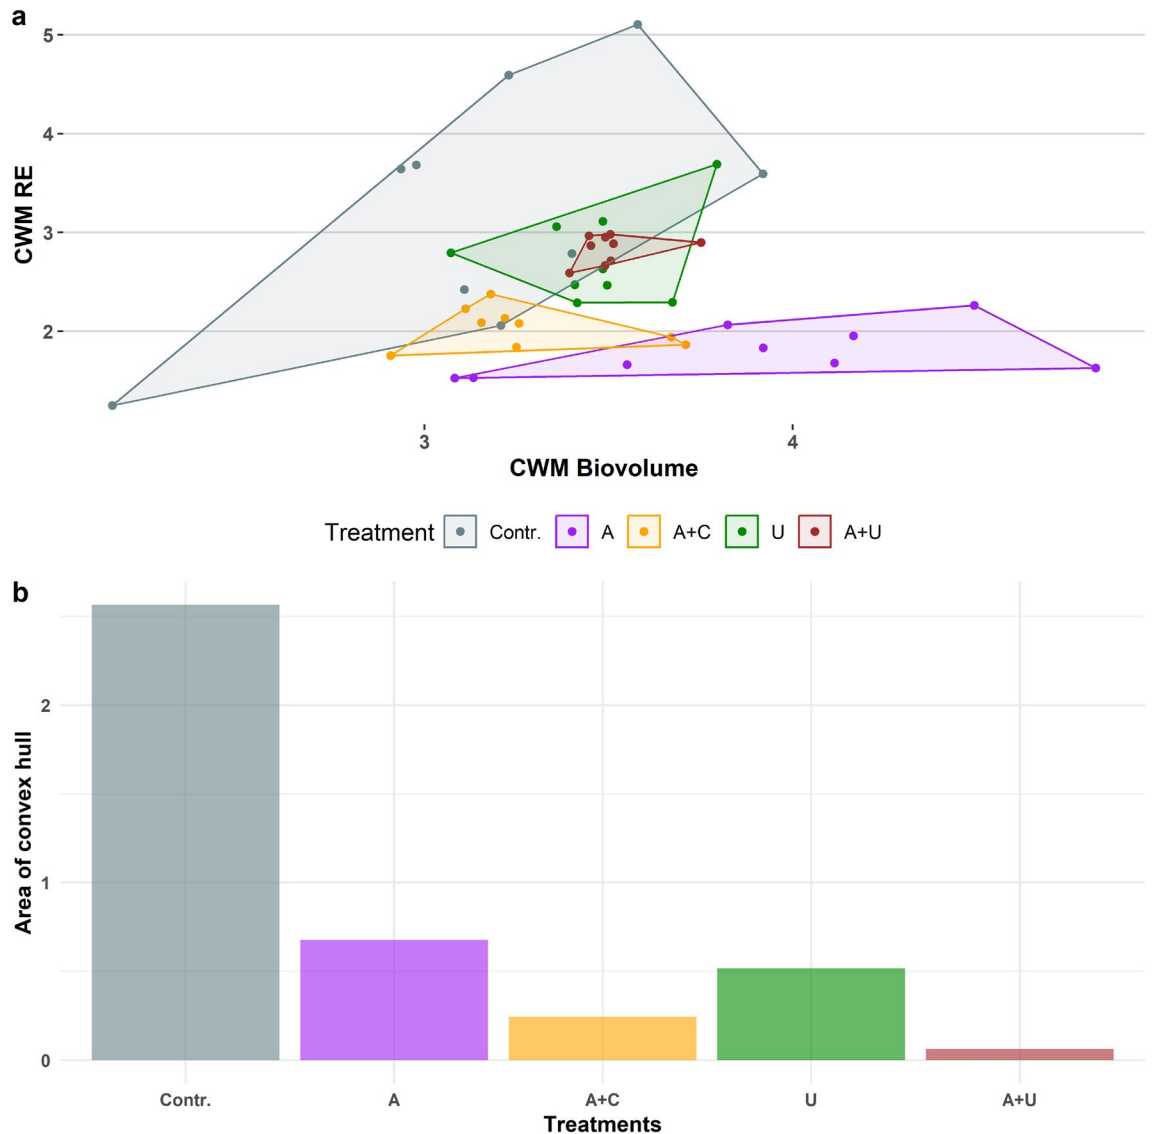 a
5
4
3
2
CWM RE
3
4
CWM Biovolume
Treatment Contr. A A+C U A+U
b
2
1
0
Area of convex hull
Contr. A A+C U A+U
Treatments